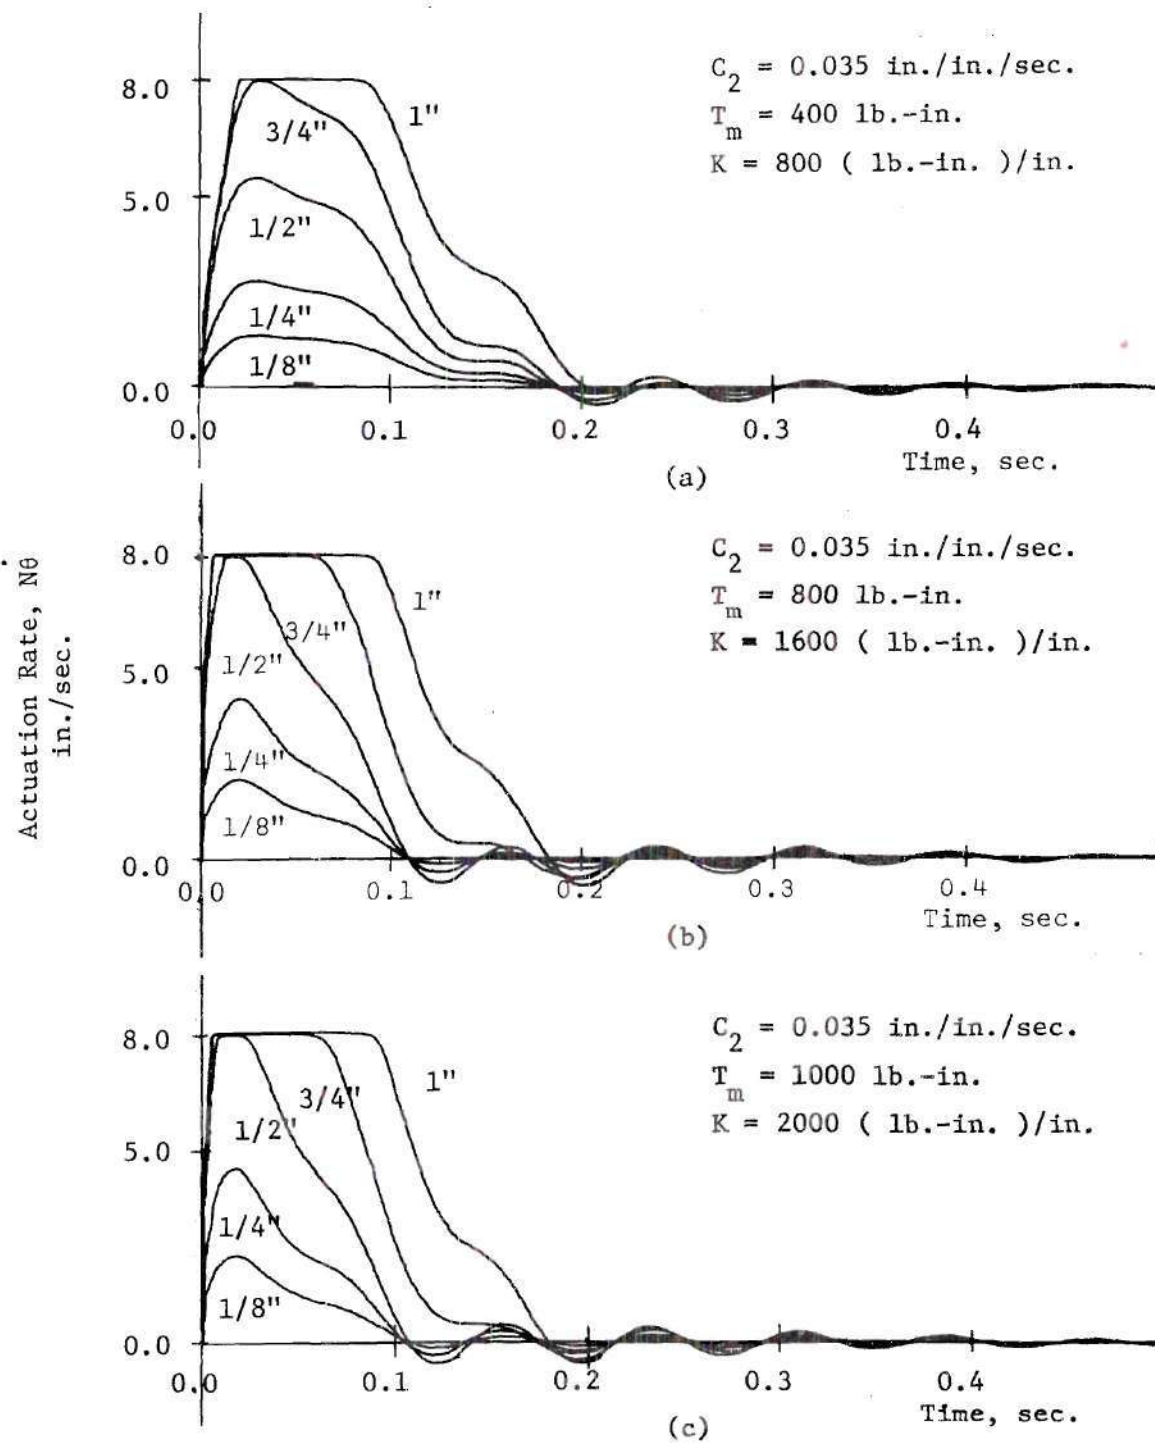 Actuation Rate, Nθ̇
in./sec.
C2 = 0.035 in./in./sec.
Tm = 400 lb.-in.
K = 800 ( lb.-in. )/in.
8.0
5.0
0.0
1"
3/4"
1/2"
1/4"
1/8"
0.0 0.1 0.2 0.3 0.4
Time, sec.
(a)
C2 = 0.035 in./in./sec.
Tm = 800 lb.-in.
K = 1600 ( lb.-in. )/in.
8.0
5.0
0.0
1"
3/4"
1/2"
1/4"
1/8"
0.0 0.1 0.2 0.3 0.4
Time, sec.
(b)
C2 = 0.035 in./in./sec.
Tm = 1000 lb.-in.
K = 2000 ( lb.-in. )/in.
8.0
5.0
0.0
1"
3/4"
1/2"
1/4"
1/8"
0.0 0.1 0.2 0.3 0.4
Time, sec.
(c)